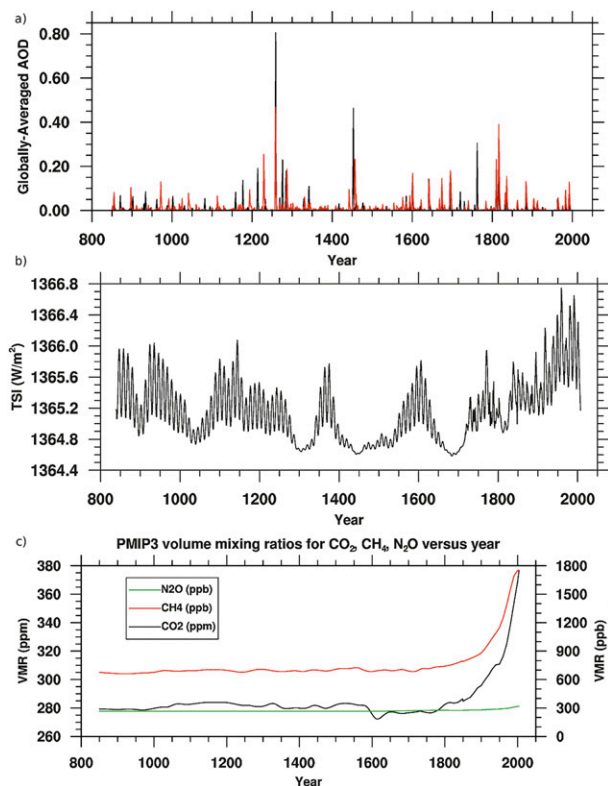 a)
Globally-Averaged AOD
0.80
0.60
0.40
0.20
0.00
800 1000 1200 1400 1600 1800 2000
Year
b)
TSI (W/m²)
1366.8
1366.4
1366.0
1365.6
1365.2
1364.8
1364.4
800 1000 1200 1400 1600 1800 2000
Year
c)
PMIP3 volume mixing ratios for CO₂, CH₄, N₂O versus year
VMR (ppm)
380
360
340
320
300
280
260
N2O (ppb)
CH4 (ppb)
CO2 (ppm)
1800
1500
1200
900
600
300
0
VMR (ppb)
800 1000 1200 1400 1600 1800 2000
Year